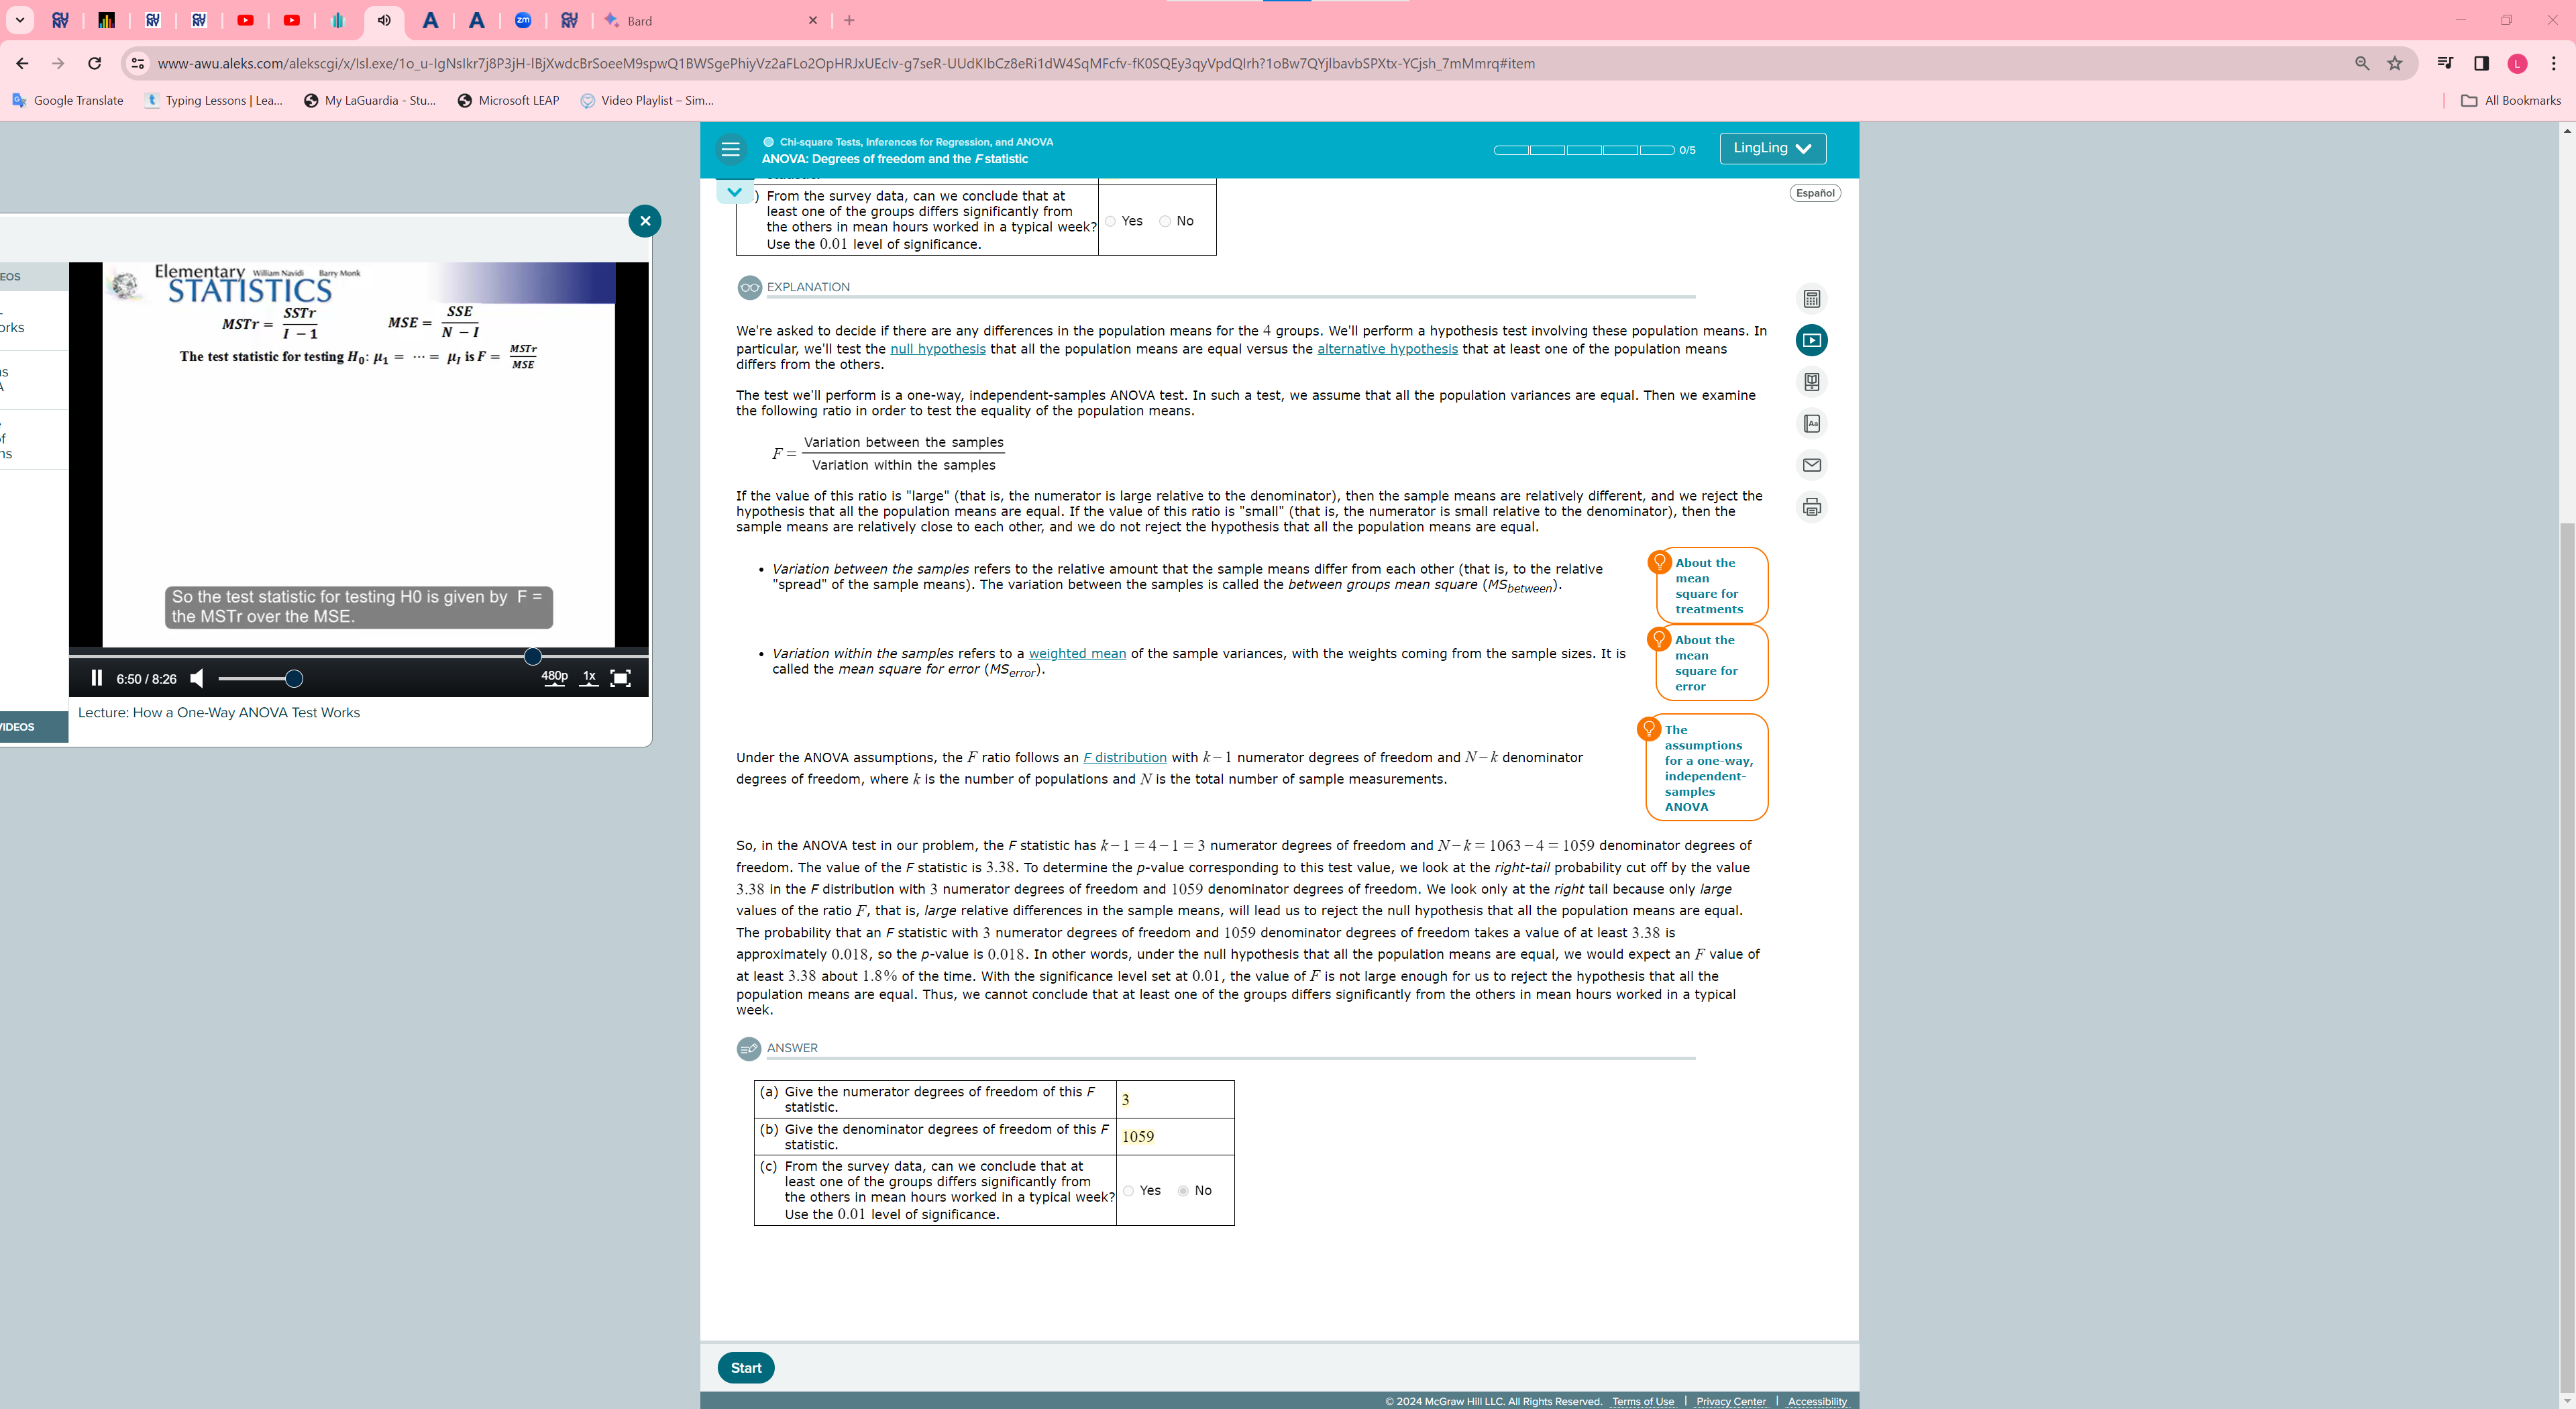 Bard
www-awu.aleks.com/alekscgi/x/Isl.exe/1o_u-IgNsIkr7j8P3jH-IBjXwdcBrSoeeM9spwQ1BWSgePhiyVz2aFLo2OpHRJxUEcIv-g7seR-UUdKIbCz8eRi1dW4SqMFcfv-fK0SQEy3qyVpdQIrh?1oBw7QYjlbavbSPXtx-YCjsh_7mMmrq#item
L
Google Translate
Typing Lessons | Lea...
My LaGuardia - Stu...
Microsoft LEAP
Video Playlist – Sim...
All Bookmarks
Chi-square Tests, Inferences for Regression, and ANOVA
ANOVA: Degrees of freedom and the F statistic
0/5
LingLing
Español
) From the survey data, can we conclude that at
least one of the groups differs significantly from
the others in mean hours worked in a typical week?
Use the 0.01 level of significance.
Yes No
EXPLANATION
We're asked to decide if there are any differences in the population means for the 4 groups. We'll perform a hypothesis test involving these population means. In
particular, we'll test the null hypothesis that all the population means are equal versus the alternative hypothesis that at least one of the population means
differs from the others.
The test we'll perform is a one-way, independent-samples ANOVA test. In such a test, we assume that all the population variances are equal. Then we examine
the following ratio in order to test the equality of the population means.
F = Variation between the samples
Variation within the samples
If the value of this ratio is "large" (that is, the numerator is large relative to the denominator), then the sample means are relatively different, and we reject the
hypothesis that all the population means are equal. If the value of this ratio is "small" (that is, the numerator is small relative to the denominator), then the
sample means are relatively close to each other, and we do not reject the hypothesis that all the population means are equal.
• Variation between the samples refers to the relative amount that the sample means differ from each other (that is, to the relative
"spread" of the sample means). The variation between the samples is called the between groups mean square (MSbetween).
About the
mean
square for
treatments
• Variation within the samples refers to a weighted mean of the sample variances, with the weights coming from the sample sizes. It is
called the mean square for error (MSerror).
About the
mean
square for
error
Under the ANOVA assumptions, the F ratio follows an F distribution with k−1 numerator degrees of freedom and N−k denominator
degrees of freedom, where k is the number of populations and N is the total number of sample measurements.
The
assumptions
for a one-way,
independent-
samples
ANOVA
So, in the ANOVA test in our problem, the F statistic has k−1=4−1=3 numerator degrees of freedom and N−k=1063−4=1059 denominator degrees of
freedom. The value of the F statistic is 3.38. To determine the p-value corresponding to this test value, we look at the right-tail probability cut off by the value
3.38 in the F distribution with 3 numerator degrees of freedom and 1059 denominator degrees of freedom. We look only at the right tail because only large
values of the ratio F, that is, large relative differences in the sample means, will lead us to reject the null hypothesis that all the population means are equal.
The probability that an F statistic with 3 numerator degrees of freedom and 1059 denominator degrees of freedom takes a value of at least 3.38 is
approximately 0.018, so the p-value is 0.018. In other words, under the null hypothesis that all the population means are equal, we would expect an F value of
at least 3.38 about 1.8% of the time. With the significance level set at 0.01, the value of F is not large enough for us to reject the hypothesis that all the
population means are equal. Thus, we cannot conclude that at least one of the groups differs significantly from the others in mean hours worked in a typical
week.
ANSWER
(a) Give the numerator degrees of freedom of this F
statistic.
3
(b) Give the denominator degrees of freedom of this F
statistic.
1059
(c) From the survey data, can we conclude that at
least one of the groups differs significantly from
the others in mean hours worked in a typical week?
Use the 0.01 level of significance.
Yes No
Start
© 2024 McGraw Hill LLC. All Rights Reserved. Terms of Use | Privacy Center | Accessibility
EOS
orks
VIDEOS
Elementary William Navidi Barry Monk
STATISTICS
MSTr = SSTr / I − 1 MSE = SSE / N − I
The test statistic for testing H0: μ1 = ⋯ = μI is F = MSTr / MSE
So the test statistic for testing H0 is given by F =
the MSTr over the MSE.
6:50 / 8:26
480p 1x
Lecture: How a One-Way ANOVA Test Works